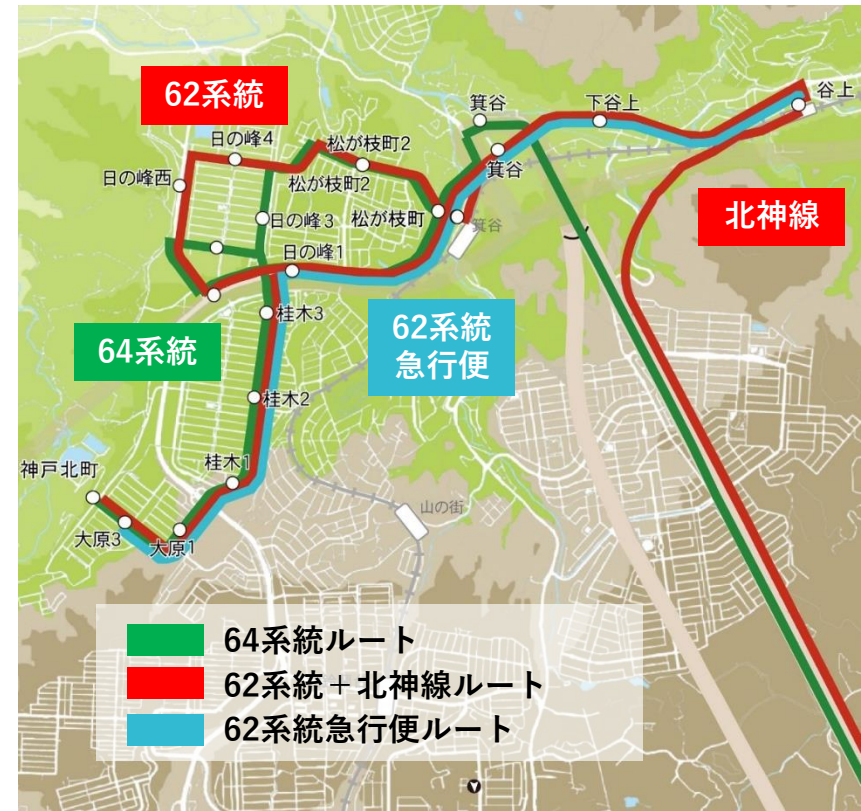 62系統
谷上
箕谷
下谷上
日の峰4
松が枝町2
箕谷
日の峰西
松が枝町2
日の峰3
松が枝町
箕谷
北神線
日の峰1
桂木3
62系統
急行便
64系統
桂木2
桂木1
神戸北町
山の街
大原3
大原1
64系統ルート
62系統＋北神線ルート
62系統急行便ルート